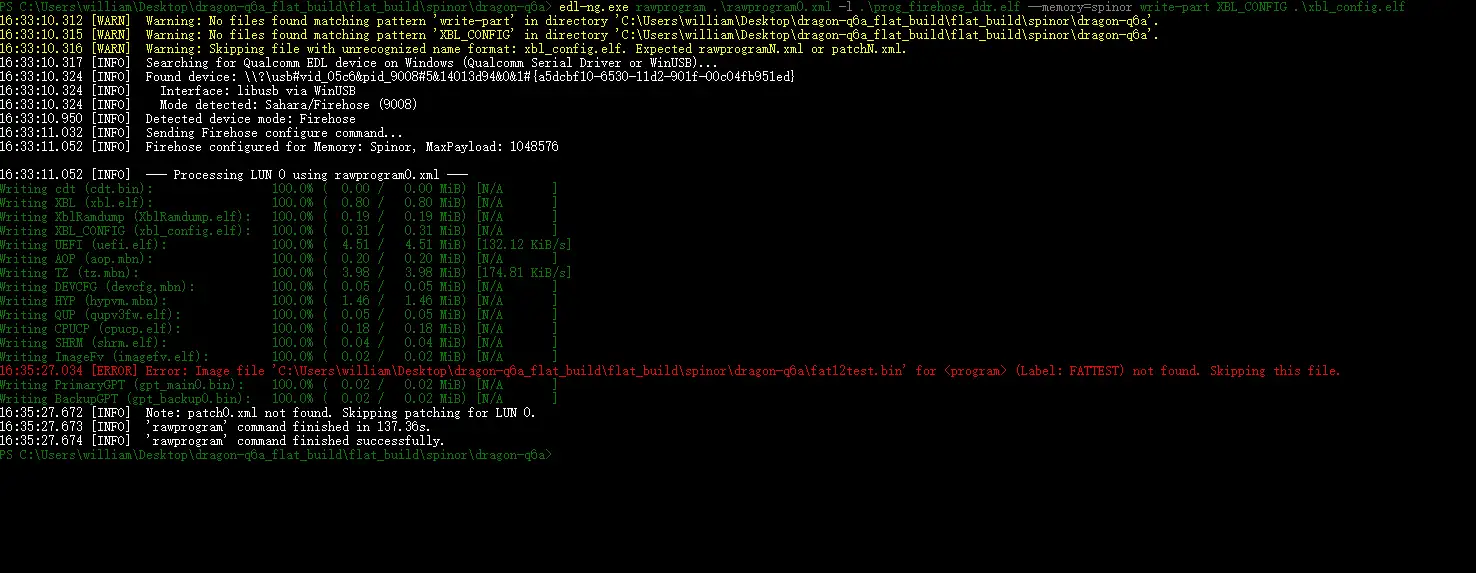 PS C:\Users\william\Desktop\dragon-q6a_flat_build\flat_build\spinor\dragon-q6a> edl-ng.exe rawprogram .\rawprogram0.xml -l .\prog_firehose_ddr.elf --memory=spinor write-part XBL_CONFIG .\xbl_config.elf
16:33:10.312 [WARN] Warning: No files found matching pattern 'write-part' in directory 'C:\Users\william\Desktop\dragon-q6a_flat_build\flat_build\spinor\dragon-q6a'.
16:33:10.315 [WARN] Warning: No files found matching pattern 'XBL_CONFIG' in directory 'C:\Users\william\Desktop\dragon-q6a_flat_build\flat_build\spinor\dragon-q6a'.
16:33:10.316 [WARN] Warning: Skipping file with unrecognized name format: xbl_config.elf. Expected rawprogramN.xml or patchN.xml.
16:33:10.317 [INFO] Searching for Qualcomm EDL device on Windows (Qualcomm Serial Driver or WinUSB)...
16:33:10.324 [INFO] Found device: \\?\usb#vid_05c6&pid_9008#5&14013d94&0&1#{a5dcbf10-6530-11d2-901f-00c04fb951ed}
16:33:10.324 [INFO] Interface: libusb via WinUSB
16:33:10.324 [INFO] Mode detected: Sahara/Firehose (9008)
16:33:10.950 [INFO] Detected device mode: Firehose
16:33:11.032 [INFO] Sending Firehose configure command...
16:33:11.052 [INFO] Firehose configured for Memory: Spinor, MaxPayload: 1048576
16:33:11.052 [INFO] --- Processing LUN 0 using rawprogram0.xml ---
Writing cdt (cdt.bin): 100.0% ( 0.00 / 0.00 MiB) [N/A ]
Writing XBL (xbl.elf): 100.0% ( 0.80 / 0.80 MiB) [N/A ]
Writing XblRamdump (XblRamdump.elf): 100.0% ( 0.19 / 0.19 MiB) [N/A ]
Writing XBL_CONFIG (xbl_config.elf): 100.0% ( 0.31 / 0.31 MiB) [N/A ]
Writing UEFI (uefi.elf): 100.0% ( 4.51 / 4.51 MiB) [132.12 KiB/s]
Writing AOP (aop.mbn): 100.0% ( 0.20 / 0.20 MiB) [N/A ]
Writing TZ (tz.mbn): 100.0% ( 3.98 / 3.98 MiB) [174.81 KiB/s]
Writing DEVCFG (devcfg.mbn): 100.0% ( 0.05 / 0.05 MiB) [N/A ]
Writing HYP (hypvm.mbn): 100.0% ( 1.46 / 1.46 MiB) [N/A ]
Writing QUP (qupv3fw.elf): 100.0% ( 0.05 / 0.05 MiB) [N/A ]
Writing CPUCP (cpucp.elf): 100.0% ( 0.18 / 0.18 MiB) [N/A ]
Writing SHRM (shrm.elf): 100.0% ( 0.04 / 0.04 MiB) [N/A ]
Writing ImageFv (imagefv.elf): 100.0% ( 0.02 / 0.02 MiB) [N/A ]
16:35:27.034 [ERROR] Error: Image file 'C:\Users\william\Desktop\dragon-q6a_flat_build\flat_build\spinor\dragon-q6a\fat12test.bin' for <program> (Label: FATTEST) not found. Skipping this file.
Writing PrimaryGPT (gpt_main0.bin): 100.0% ( 0.02 / 0.02 MiB) [N/A ]
Writing BackupGPT (gpt_backup0.bin): 100.0% ( 0.02 / 0.02 MiB) [N/A ]
16:35:27.672 [INFO] Note: patch0.xml not found. Skipping patching for LUN 0.
16:35:27.673 [INFO] 'rawprogram' command finished in 137.36s.
16:35:27.674 [INFO] 'rawprogram' command finished successfully.
PS C:\Users\william\Desktop\dragon-q6a_flat_build\flat_build\spinor\dragon-q6a>